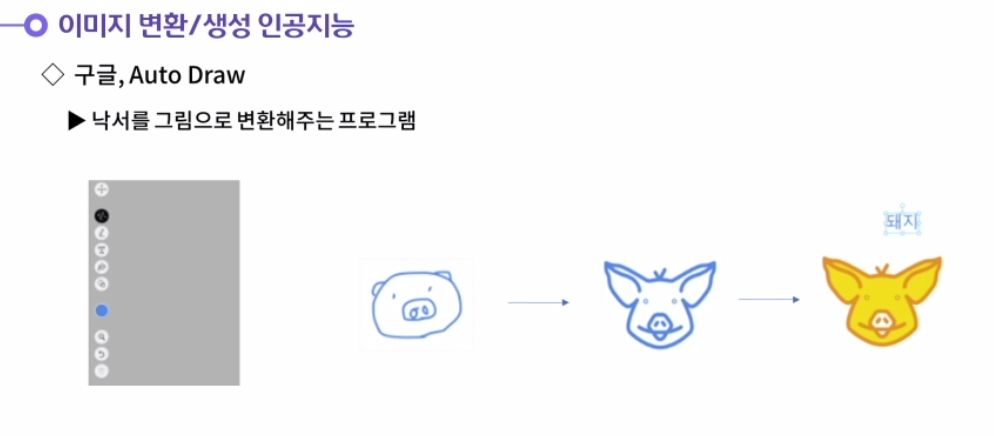 이미지 변환/생성 인공지능
◇ 구글, Auto Draw
▶ 낙서를 그림으로 변환해주는 프로그램
돼지